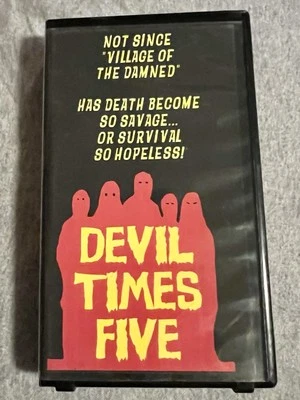 NOT SINCE
"VILLAGE OF
THE DAMNED"
HAS DEATH BECOME
SO SAVAGE...
OR SURVIVAL
SO HOPELESS!
DEVIL
TIMES
FIVE